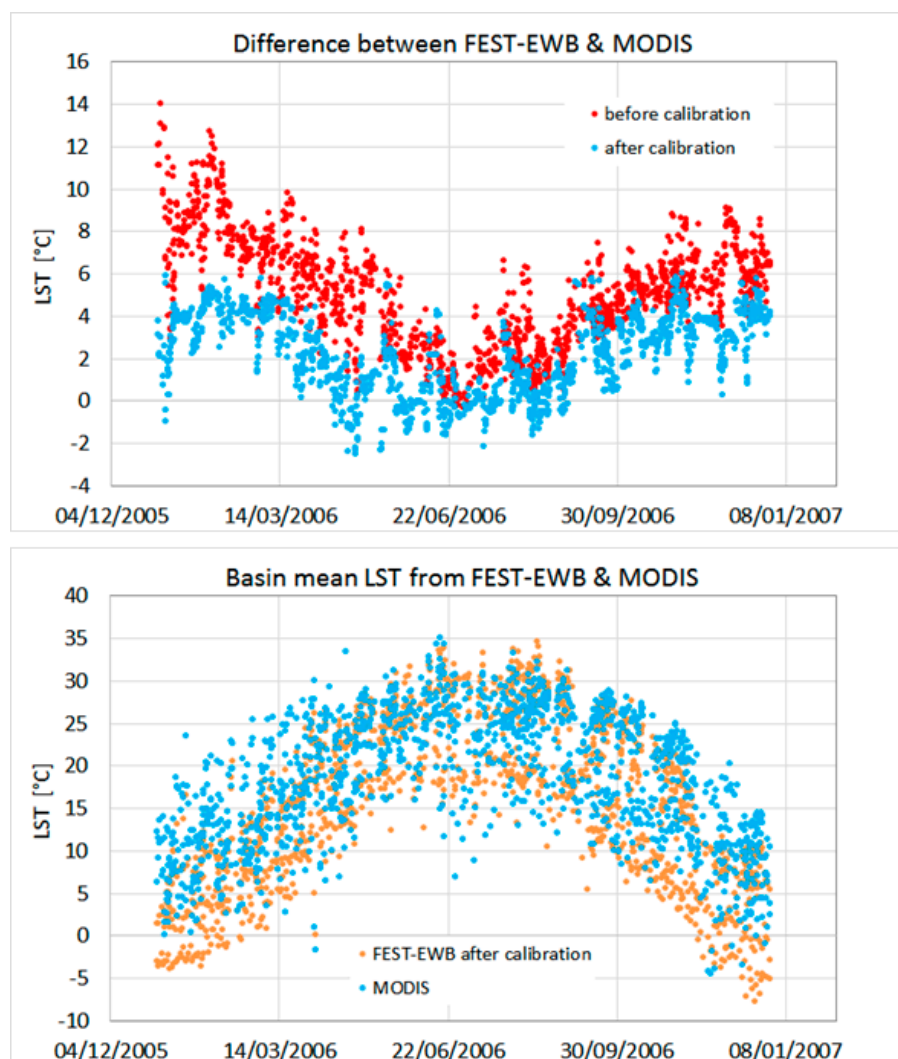 Difference between FEST-EWB & MODIS
16
14
12
10
8
6
4
2
0
-2
-4
LST [°C]
before calibration
after calibration
04/12/2005 14/03/2006 22/06/2006 30/09/2006 08/01/2007
Basin mean LST from FEST-EWB & MODIS
40
35
30
25
20
15
10
5
0
-5
-10
LST [°C]
FEST-EWB after calibration
MODIS
04/12/2005 14/03/2006 22/06/2006 30/09/2006 08/01/2007